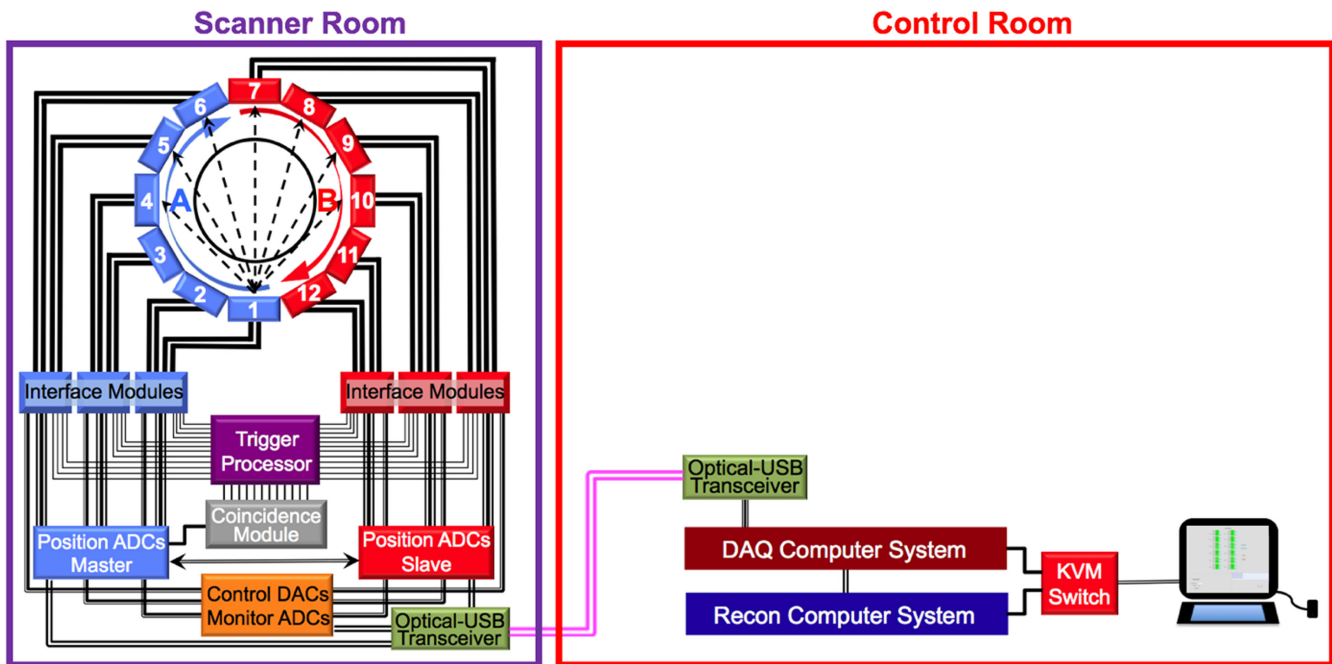 Scanner Room
Control Room
7
6
8
5
9
4
A
B
10
3
11
2
12
1
Interface Modules
Interface Modules
Trigger
Processor
Coincidence
Module
Position ADCs
Master
Position ADCs
Slave
Control DACs
Monitor ADCs
Optical-USB
Transceiver
Optical-USB
Transceiver
DAQ Computer System
Recon Computer System
KVM
Switch